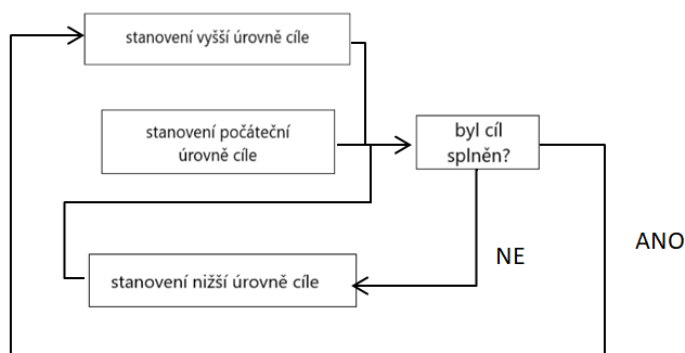 stanovení vyšší úrovně cíle
stanovení počáteční
úrovně cíle
byl cíl
splněn?
NE
ANO
stanovení nižší úrovně cíle